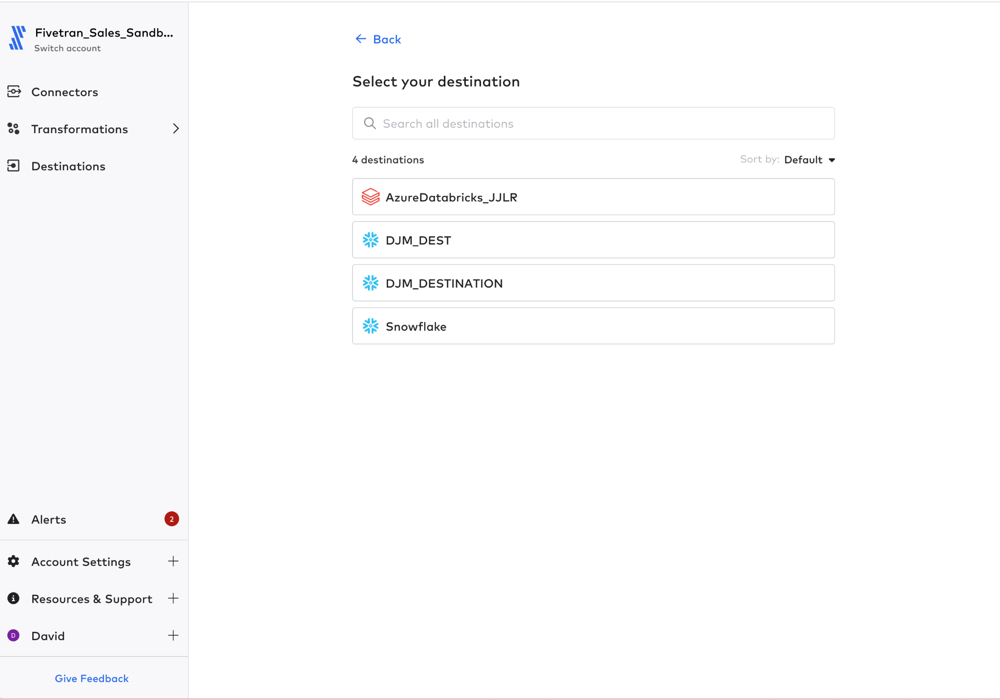 Fivetran_Sales_Sandb...
Switch account
Connectors
Transformations
Destinations
Alerts
2
Account Settings
Resources & Support
D
David
Give Feedback
Back
Select your destination
Search all destinations
4 destinations
Sort by: Default
AzureDatabricks_JJLR
DJM_DEST
DJM_DESTINATION
Snowflake